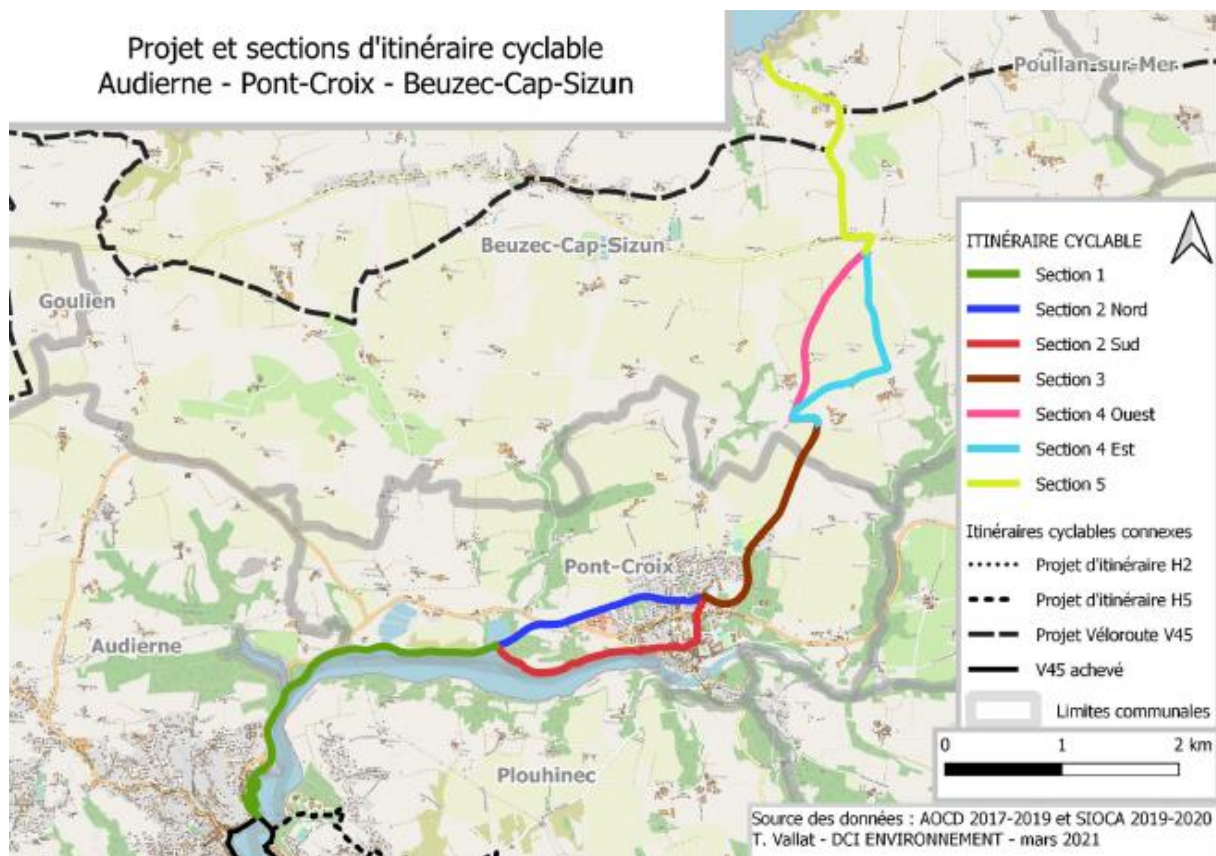 Projet et sections d'itinéraire cyclable
Audierne - Pont-Croix - Beuzec-Cap-Sizun
Poullan-sur-Mer
Beuzec-Cap-Sizun
Goulien
Pont-Croix
Audierne
Plouhinec
ITINÉRAIRE CYCLABLE
Section 1
Section 2 Nord
Section 2 Sud
Section 3
Section 4 Ouest
Section 4 Est
Section 5
Itinéraires cyclables connexes
Projet d'itinéraire H2
Projet d'itinéraire H5
Projet Véloroute V45
V45 achevé
Limites communales
0 1 2 km
Source des données : AOCD 2017-2019 et SIOCA 2019-2020
T. Vallat - DCI ENVIRONNEMENT - mars 2021